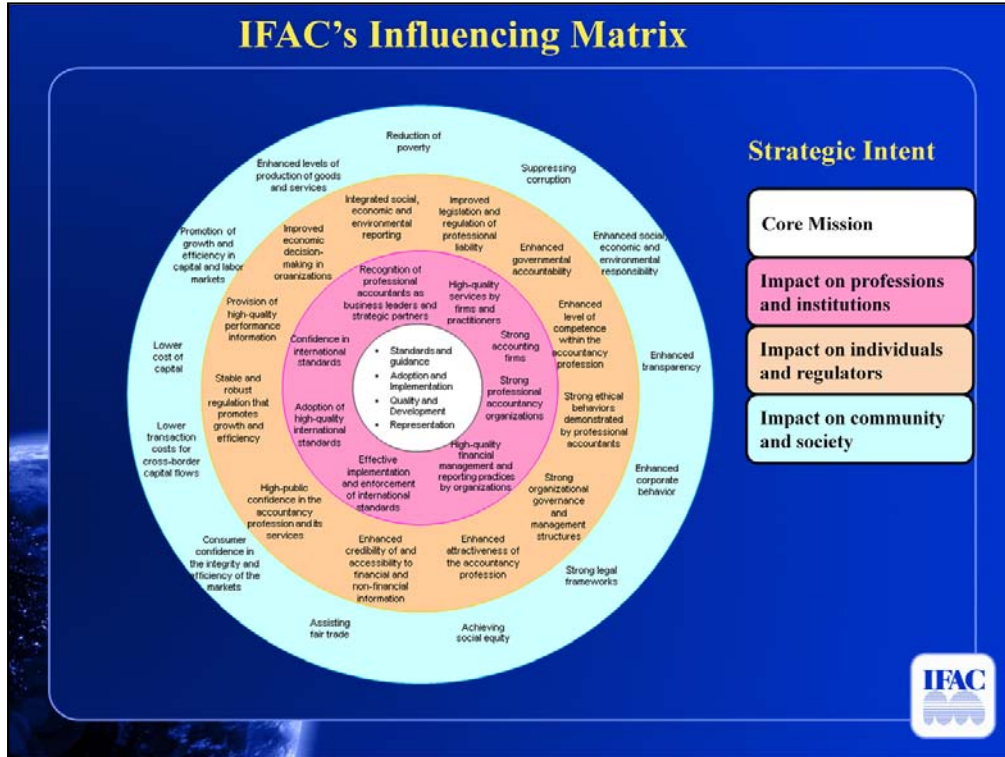 IFAC's Influencing Matrix
Reduction of
poverty
Suppressing
corruption
Enhanced social,
economic and
environmental
responsibility
Enhanced
transparency
Enhanced
corporate
behavior
Strong legal
frameworks
Achieving
social equity
Assisting
fair trade
Consumer
confidence in
the integrity and
efficiency of the
markets
Lower
transaction
costs for
cross-border
capital flows
Lower
cost of
capital
Promotion of
growth and
efficiency in
capital and labor
markets
Enhanced levels of
production of goods
and services
Integrated social,
economic and
environmental
reporting
Improved
legislation and
regulation of
professional
liability
Enhanced
governmental
accountability
Enhanced
level of
competence
within the
accountancy
profession
Strong ethical
behaviors
demonstrated
by professional
accountants
Strong
organizational
governance
and
management
structures
Enhanced
attractiveness of
the accountancy
profession
Enhanced
credibility of and
accessibility to
financial and
non-financial
information
High-public
confidence in the
accountancy
profession and its
services
Stable and
robust
regulation that
promotes
growth and
efficiency
Provision of
high-quality
performance
information
Improved
economic
decision-
making in
organizations
Recognition of
professional
accountants as
business leaders and
strategic partners
High-quality
services by
firms and
practitioners
Strong
accounting
firms
Strong
professional
accountancy
organizations
High-quality
financial
management and
reporting practices
by organizations
Effective
implementation
and enforcement
of international
standards
Adoption of
high-quality
international
standards
Confidence in
international
standards
• Standards and
guidance
• Adoption and
Implementation
• Quality and
Development
• Representation
Strategic Intent
Core Mission
Impact on professions
and institutions
Impact on individuals
and regulators
Impact on community
and society
IFAC